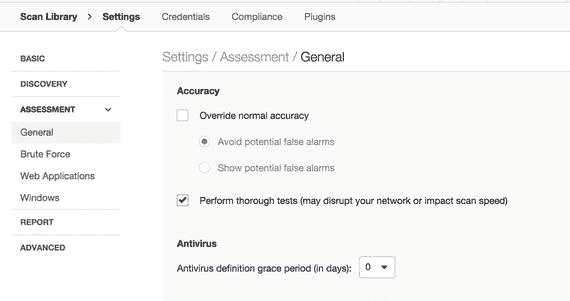 Scan Library > Settings Credentials Compliance Plugins
BASIC
DISCOVERY
ASSESSMENT
General
Brute Force
Web Applications
Windows
REPORT
ADVANCED
Settings / Assessment / General
Accuracy
Override normal accuracy
Avoid potential false alarms
Show potential false alarms
Perform thorough tests (may disrupt your network or impact scan speed)
Antivirus
Antivirus definition grace period (in days): 0